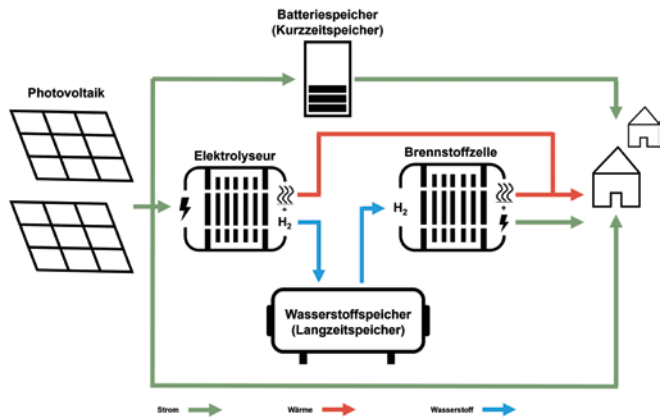 Batteriespeicher
(Kurzzeitspeicher)
Photovoltaik
Elektrolyseur
Brennstoffzelle
H₂
H₂
Wasserstoffspeicher
(Langzeitspeicher)
Strom
Wärme
Wasserstoff